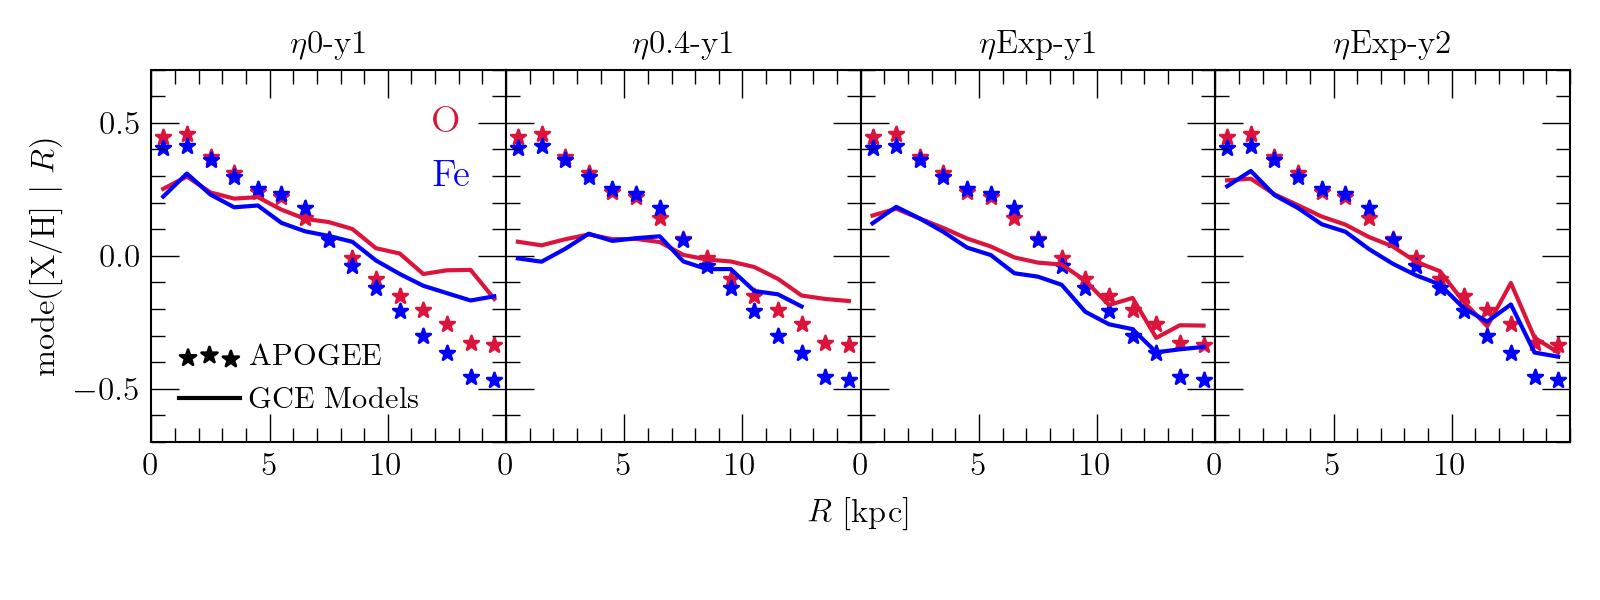 η0-y1 η0.4-y1 ηExp-y1 ηExp-y2
mode([X/H] | R)
0.5
0.0
−0.5
O
Fe
APOGEE
GCE Models
0 5 10 0 5 10 0 5 10 0 5 10
R [kpc]